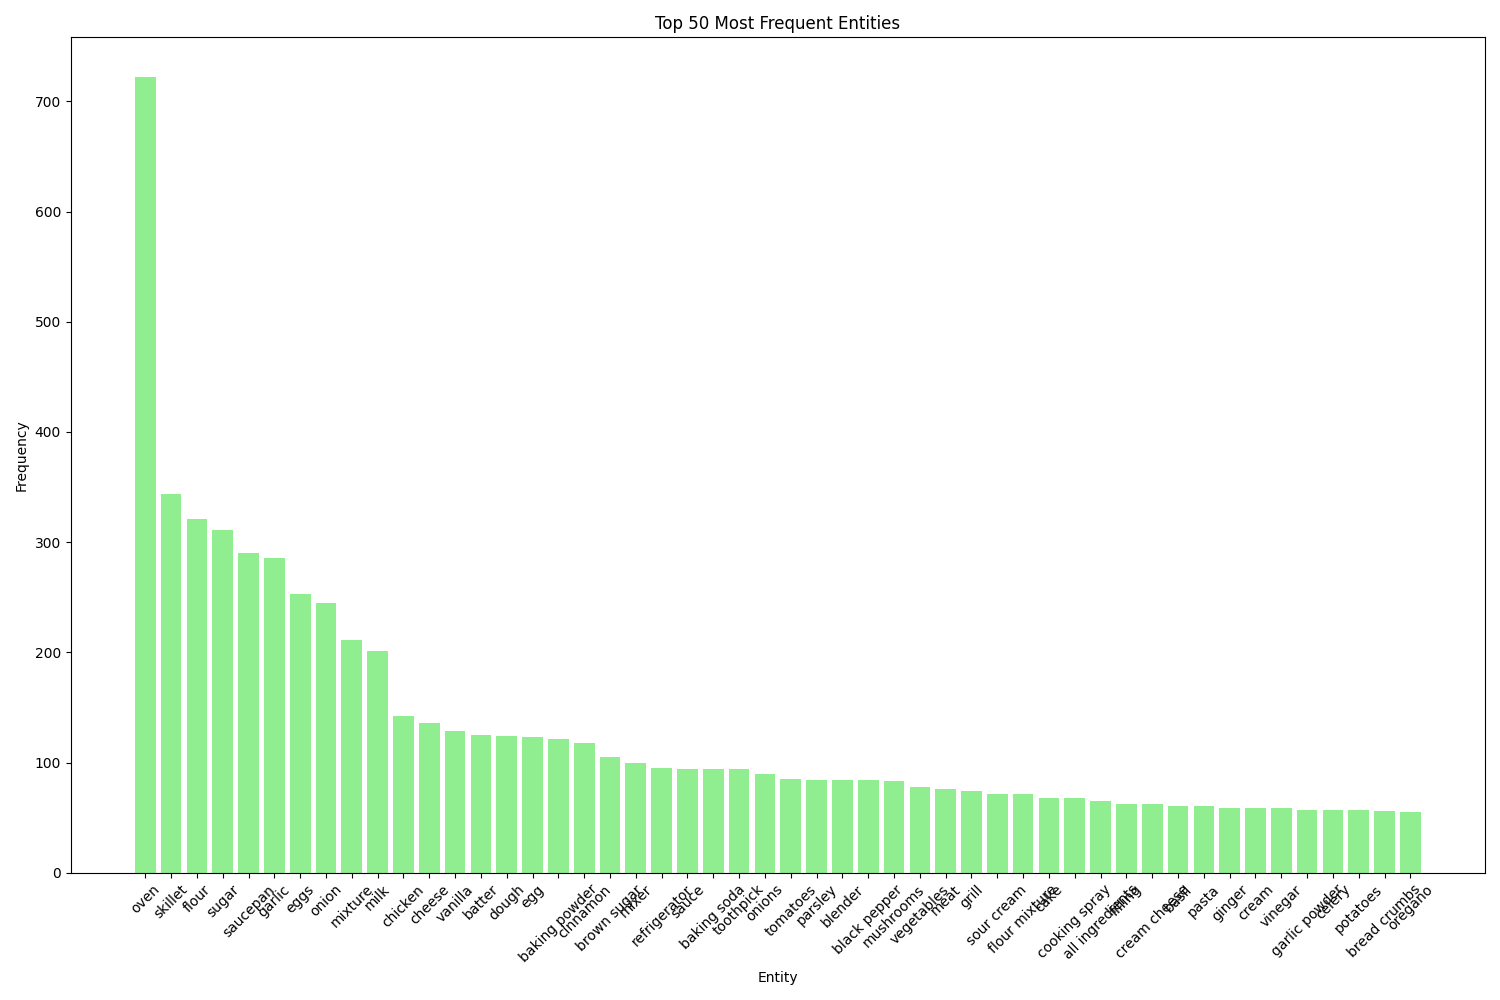 Top 50 Most Frequent Entities
Frequency
700
600
500
400
300
200
100
0
oven
skillet
flour
sugar
saucepan
garlic
eggs
onion
mixture
milk
chicken
cheese
vanilla
batter
dough
egg
baking powder
cinnamon
brown sugar
mixer
refrigerator
sauce
baking soda
toothpick
onions
tomatoes
parsley
blender
black pepper
mushrooms
vegetables
meat
grill
sour cream
flour mixture
cake
cooking spray
all ingredients
filling
cream cheese
basil
pasta
ginger
cream
vinegar
garlic powder
celery
potatoes
bread crumbs
oregano
Entity